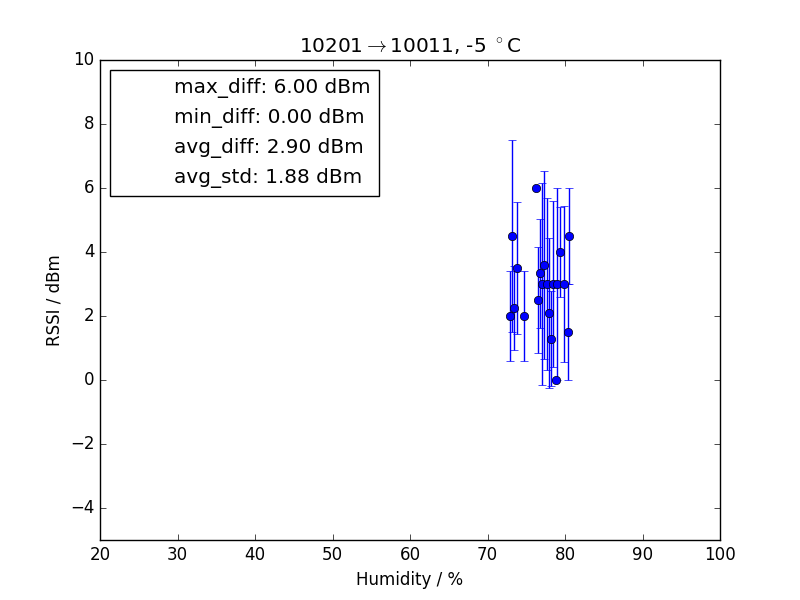 10201→10011, -5 °C
max_diff: 6.00 dBm
min_diff: 0.00 dBm
avg_diff: 2.90 dBm
avg_std: 1.88 dBm
RSSI / dBm
10
8
6
4
2
0
−2
−4
20 30 40 50 60 70 80 90 100
Humidity / %